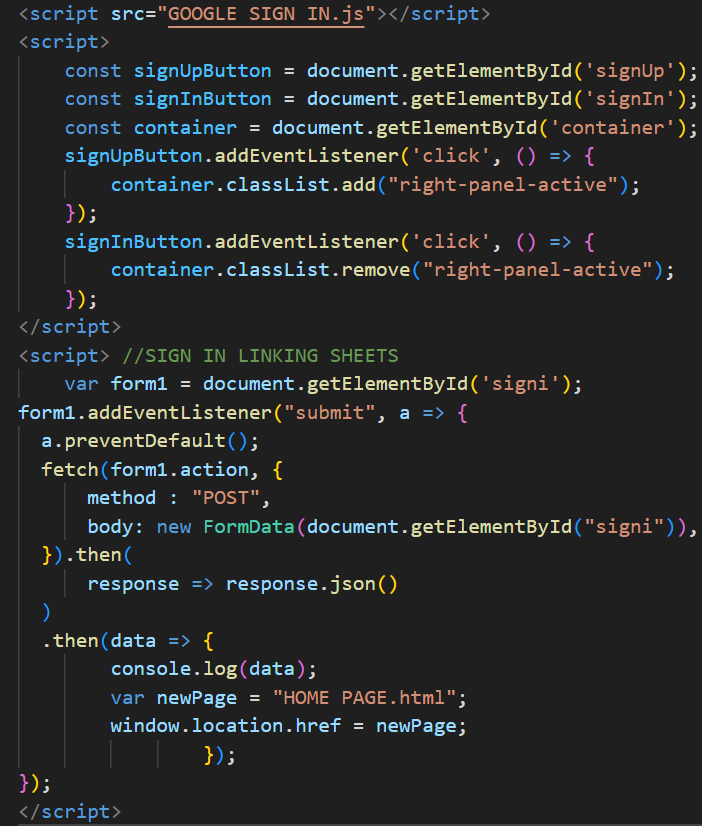 <script src="GOOGLE SIGN IN.js"></script>
<script>
    const signUpButton = document.getElementById('signUp');
    const signInButton = document.getElementById('signIn');
    const container = document.getElementById('container');
    signUpButton.addEventListener('click', () => {
        container.classList.add("right-panel-active");
    });
    signInButton.addEventListener('click', () => {
        container.classList.remove("right-panel-active");
    });
</script>
<script> //SIGN IN LINKING SHEETS
    var form1 = document.getElementById('signi');
form1.addEventListener("submit", a => {
  a.preventDefault();
  fetch(form1.action, {
      method : "POST",
      body: new FormData(document.getElementById("signi")),
  }).then(
      response => response.json()
  )
  .then(data => {
        console.log(data);
        var newPage = "HOME PAGE.html";
        window.location.href = newPage;
                });
});
</script>